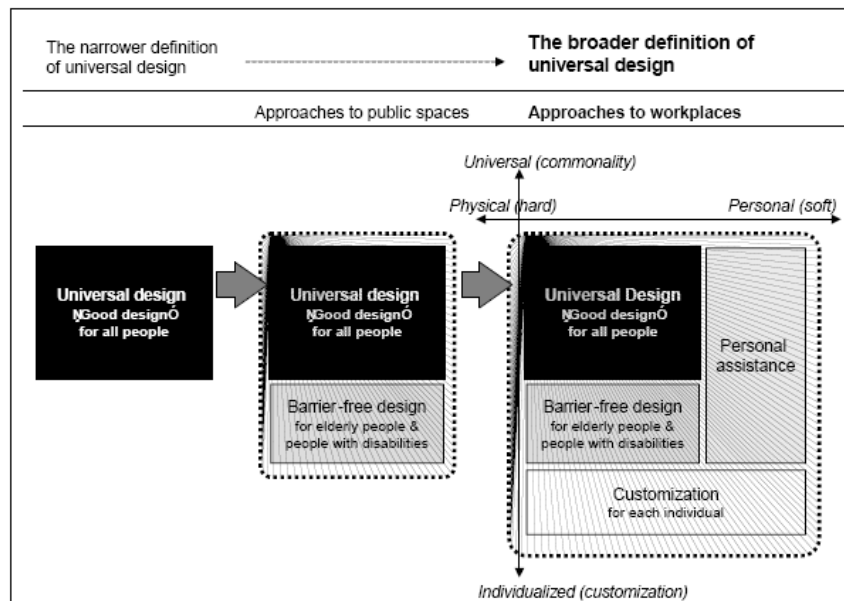 The narrower definition
of universal design
The broader definition of
universal design
Approaches to public spaces
Approaches to workplaces
Universal (commonality)
Physical (hard)
Personal (soft)
Universal design
ŅGood designÓ
for all people
Universal design
ŅGood designÓ
for all people
Barrier-free design
for elderly people &
people with disabilities
Universal Design
ŅGood designÓ
for all people
Barrier-free design
for elderly people &
people with disabilities
Personal
assistance
Customization
for each individual
Individualized (customization)